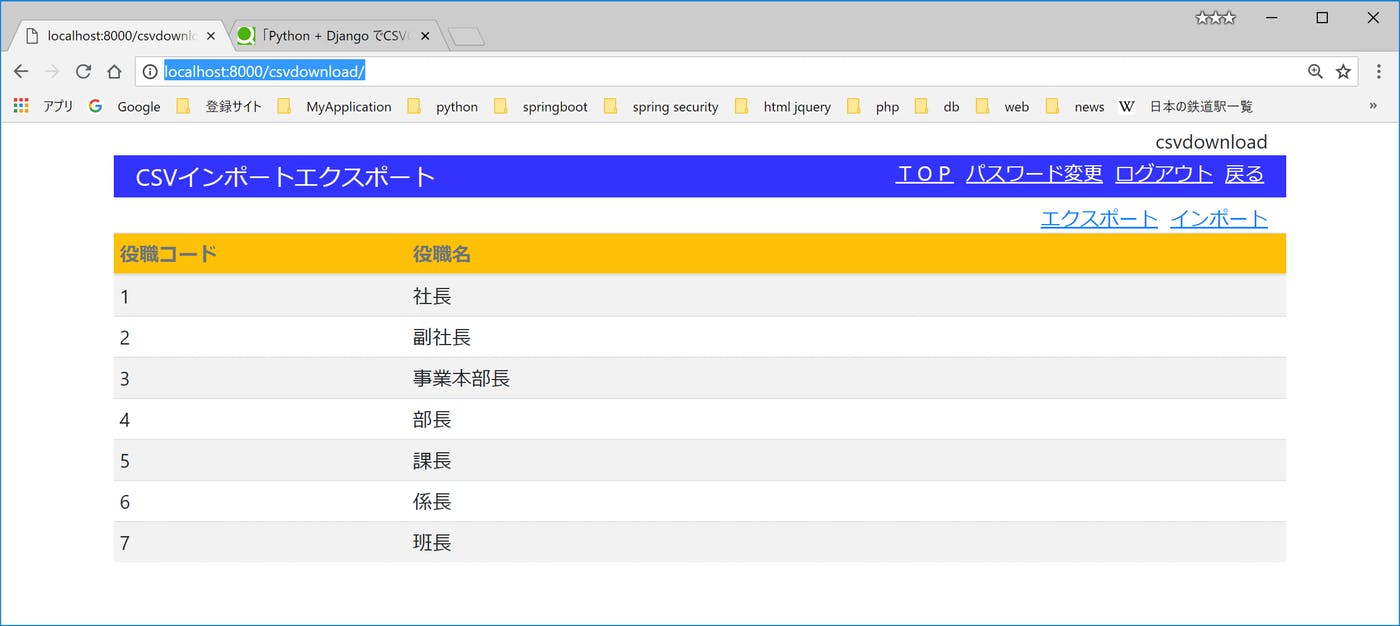 ☆☆☆
localhost:8000/csvdownlo
「Python + Django でCSV
localhost:8000/csvdownload/
アプリ Google 登録サイト MyApplication python springboot spring security html jquery php db web news W 日本の鉄道駅一覧 »
csvdownload
CSVインポートエクスポート ＴＯＰ パスワード変更 ログアウト 戻る
エクスポート インポート
役職コード 役職名
1 社長
2 副社長
3 事業本部長
4 部長
5 課長
6 係長
7 班長